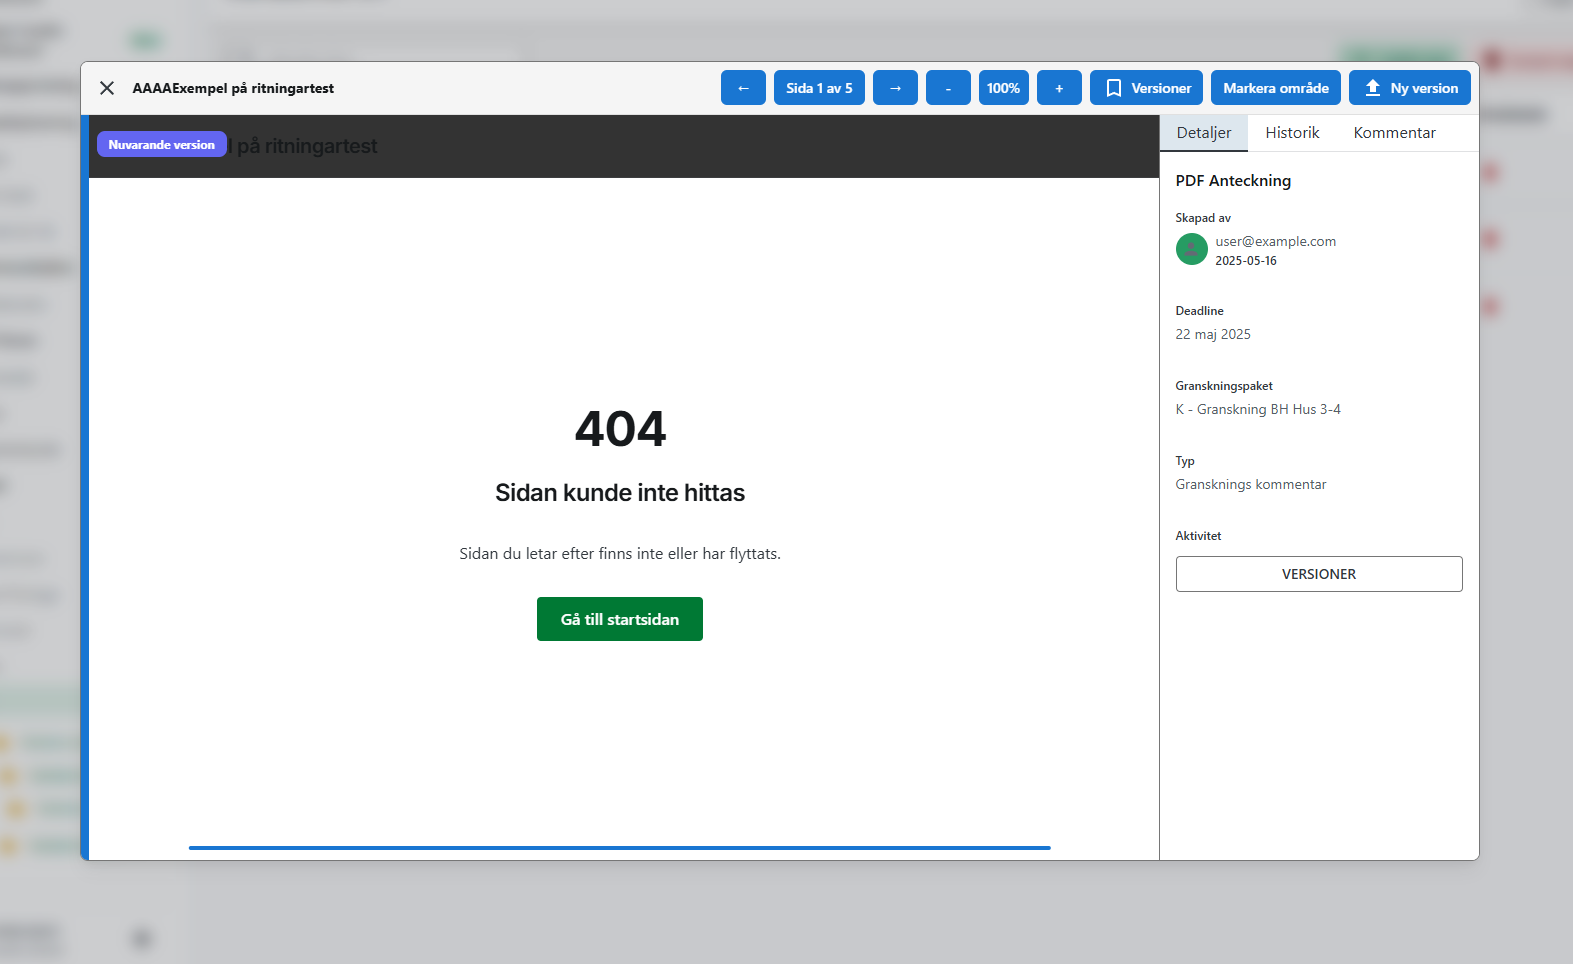 AAAAExempel på ritningartest
←
Sida 1 av 5
→
-
100%
+
Versioner
Markera område
Ny version
Nuvarande version
l på ritningartest
Detaljer
Historik
Kommentar
404
Sidan kunde inte hittas
Sidan du letar efter finns inte eller har flyttats.
Gå till startsidan
PDF Anteckning
Skapad av
user@example.com
2025-05-16
Deadline
22 maj 2025
Granskningspaket
K - Granskning BH Hus 3-4
Typ
Gransknings kommentar
Aktivitet
VERSIONER